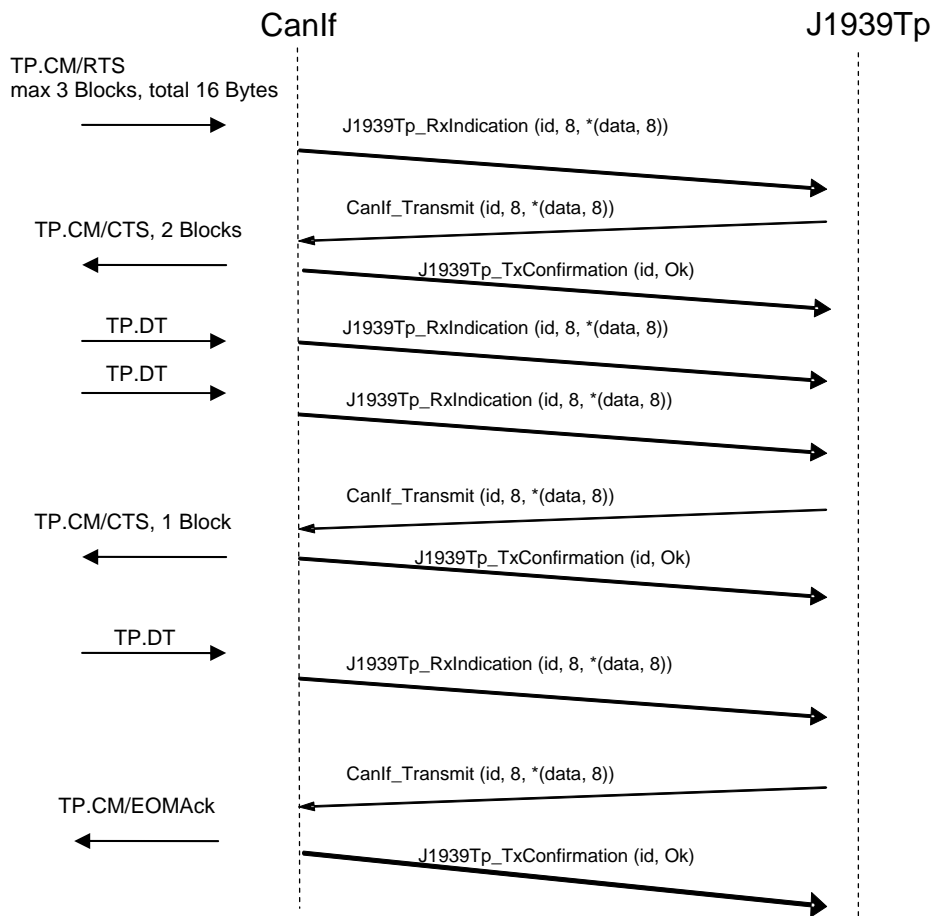 CanIf
J1939Tp
TP.CM/RTS
max 3 Blocks, total 16 Bytes
J1939Tp_RxIndication (id, 8, *(data, 8))
CanIf_Transmit (id, 8, *(data, 8))
TP.CM/CTS, 2 Blocks
J1939Tp_TxConfirmation (id, Ok)
TP.DT
J1939Tp_RxIndication (id, 8, *(data, 8))
TP.DT
J1939Tp_RxIndication (id, 8, *(data, 8))
CanIf_Transmit (id, 8, *(data, 8))
TP.CM/CTS, 1 Block
J1939Tp_TxConfirmation (id, Ok)
TP.DT
J1939Tp_RxIndication (id, 8, *(data, 8))
CanIf_Transmit (id, 8, *(data, 8))
TP.CM/EOMAck
J1939Tp_TxConfirmation (id, Ok)